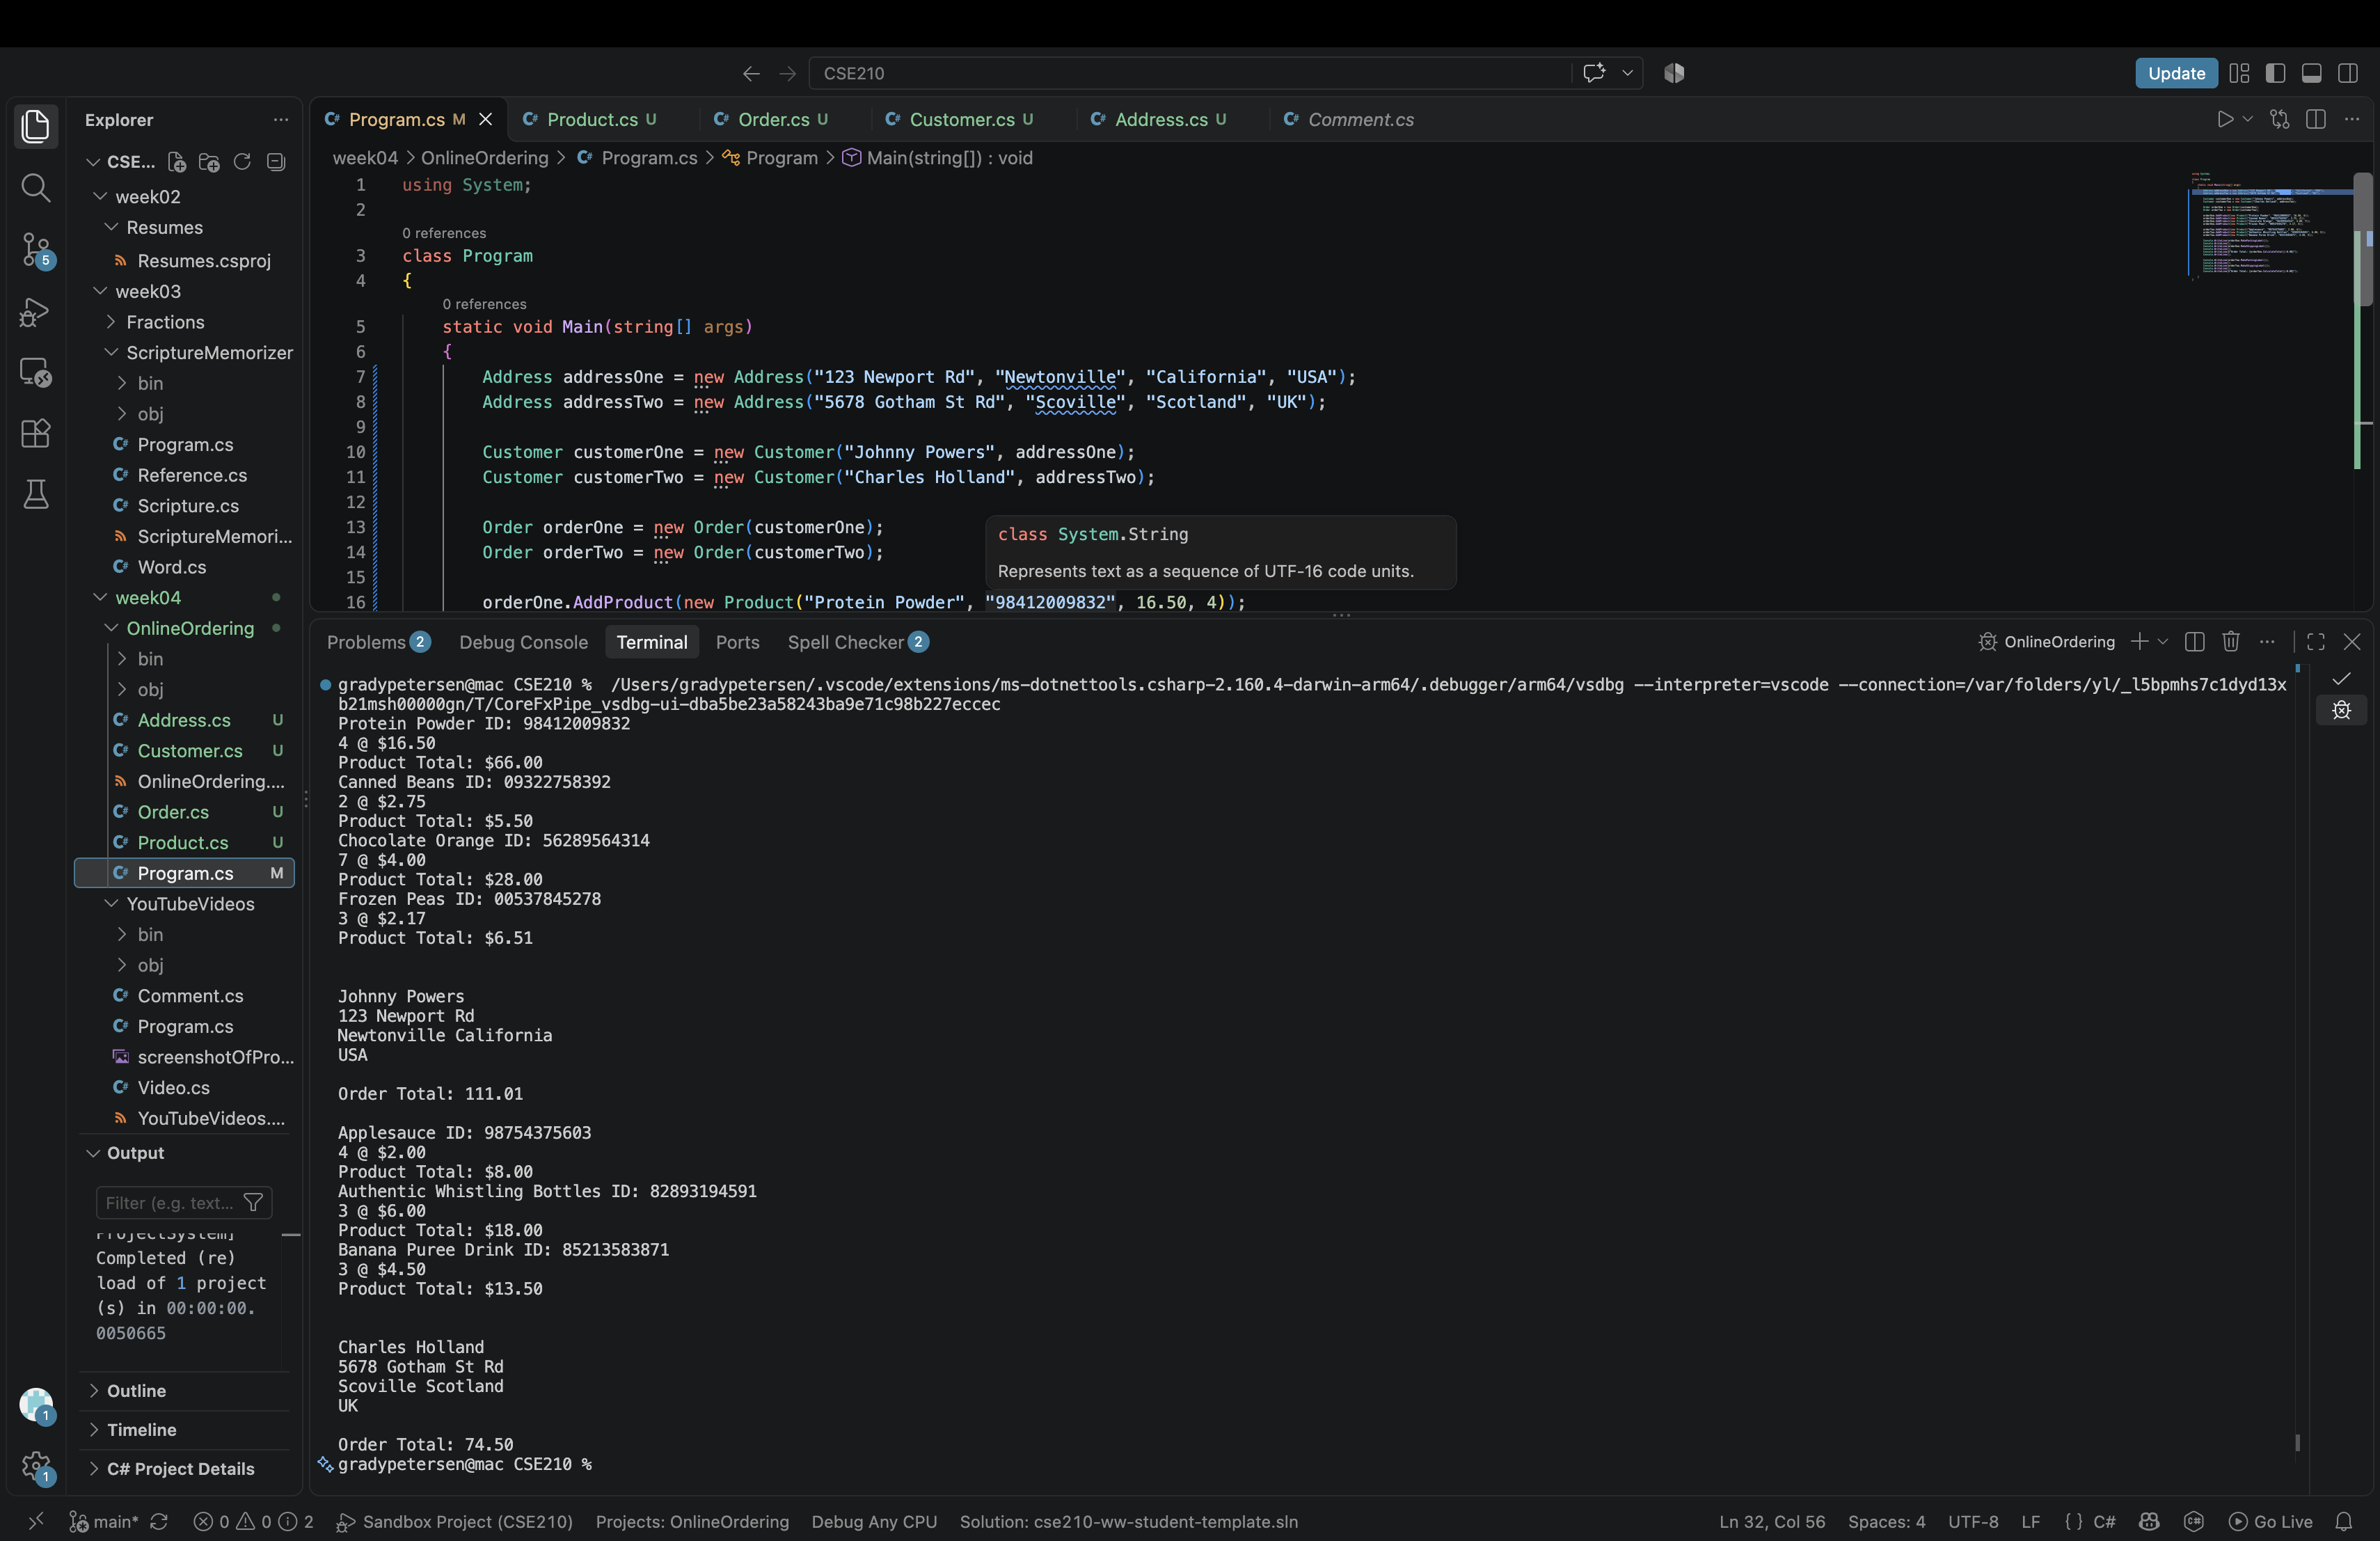 CSE210
Update
Explorer
CSE...
week02
Resumes
Resumes.csproj
week03
Fractions
ScriptureMemorizer
bin
obj
Program.cs
Reference.cs
Scripture.cs
ScriptureMemori...
Word.cs
week04
OnlineOrdering
bin
obj
Address.cs U
Customer.cs U
OnlineOrdering....
Order.cs U
Product.cs U
Program.cs M
YouTubeVideos
bin
obj
Comment.cs
Program.cs
screenshotOfPro...
Video.cs
YouTubeVideos....
Output
Filter (e.g. text...
ProjectSystem]
Completed (re)
load of 1 project
(s) in 00:00:00.
0050665
Outline
Timeline
C# Project Details
5
1
1
Program.cs M Product.cs U Order.cs U Customer.cs U Address.cs U Comment.cs
week04 > OnlineOrdering > Program.cs > Program > Main(string[]) : void
1 using System;
2
0 references
3 class Program
4 {
0 references
5 static void Main(string[] args)
6 {
7 Address addressOne = new Address("123 Newport Rd", "Newtonville", "California", "USA");
8 Address addressTwo = new Address("5678 Gotham St Rd", "Scoville", "Scotland", "UK");
9
10 Customer customerOne = new Customer("Johnny Powers", addressOne);
11 Customer customerTwo = new Customer("Charles Holland", addressTwo);
12
13 Order orderOne = new Order(customerOne);
14 Order orderTwo = new Order(customerTwo);
15
16 orderOne.AddProduct(new Product("Protein Powder", "98412009832", 16.50, 4));
class System.String
Represents text as a sequence of UTF-16 code units.
Problems 2 Debug Console Terminal Ports Spell Checker 2
OnlineOrdering
gradypetersen@mac CSE210 % /Users/gradypetersen/.vscode/extensions/ms-dotnettools.csharp-2.160.4-darwin-arm64/.debugger/arm64/vsdbg --interpreter=vscode --connection=/var/folders/yl/_l5bpmhs7c1dyd13x
b21msh00000gn/T/CoreFxPipe_vsdbg-ui-dba5be23a58243ba9e71c98b227eccec
Protein Powder ID: 98412009832
4 @ $16.50
Product Total: $66.00
Canned Beans ID: 09322758392
2 @ $2.75
Product Total: $5.50
Chocolate Orange ID: 56289564314
7 @ $4.00
Product Total: $28.00
Frozen Peas ID: 00537845278
3 @ $2.17
Product Total: $6.51
Johnny Powers
123 Newport Rd
Newtonville California
USA
Order Total: 111.01
Applesauce ID: 98754375603
4 @ $2.00
Product Total: $8.00
Authentic Whistling Bottles ID: 82893194591
3 @ $6.00
Product Total: $18.00
Banana Puree Drink ID: 85213583871
3 @ $4.50
Product Total: $13.50
Charles Holland
5678 Gotham St Rd
Scoville Scotland
UK
Order Total: 74.50
gradypetersen@mac CSE210 %
main* 0 0 2 Sandbox Project (CSE210) Projects: OnlineOrdering Debug Any CPU Solution: cse210-ww-student-template.sln Ln 32, Col 56 Spaces: 4 UTF-8 LF { } C# Go Live